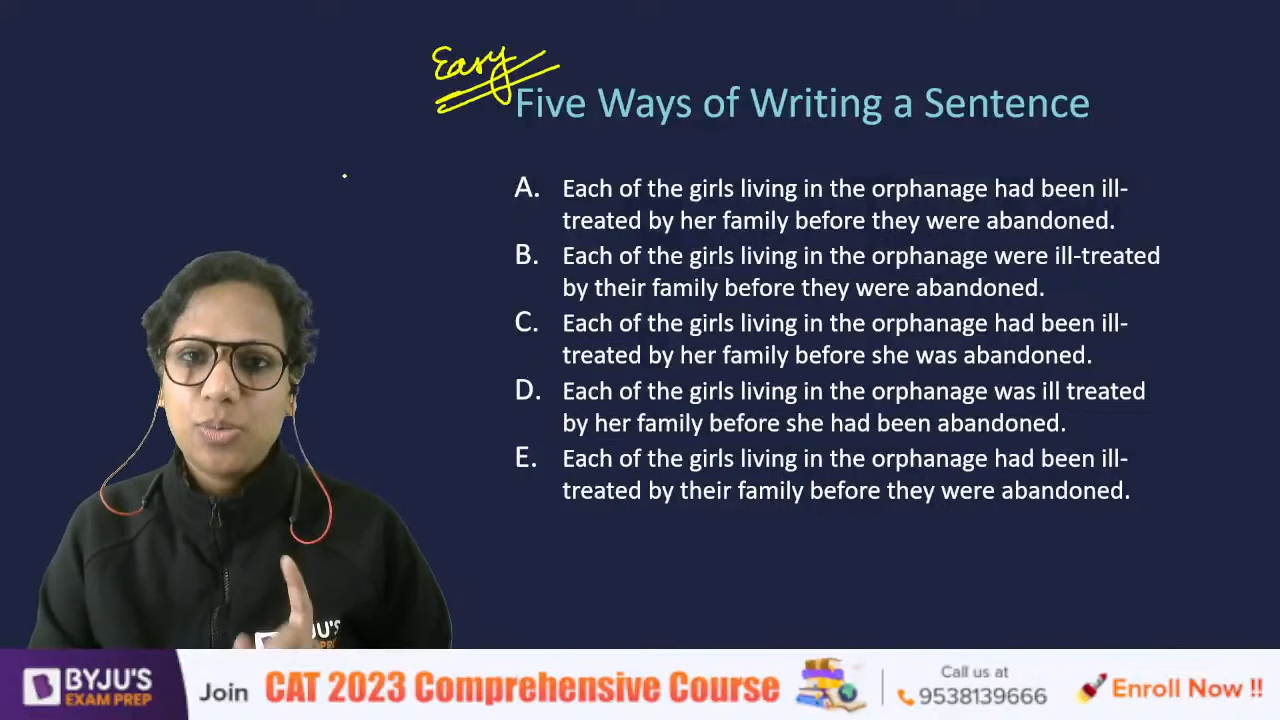 Easy
Five Ways of Writing a Sentence
A. Each of the girls living in the orphanage had been ill-
treated by her family before they were abandoned.
B. Each of the girls living in the orphanage were ill-treated
by their family before they were abandoned.
C. Each of the girls living in the orphanage had been ill-
treated by her family before she was abandoned.
D. Each of the girls living in the orphanage was ill treated
by her family before she had been abandoned.
E. Each of the girls living in the orphanage had been ill-
treated by their family before they were abandoned.
BYJU'S
EXAM PREP
Join CAT 2023 Comprehensive Course
Call us at
9538139666
Enroll Now !!